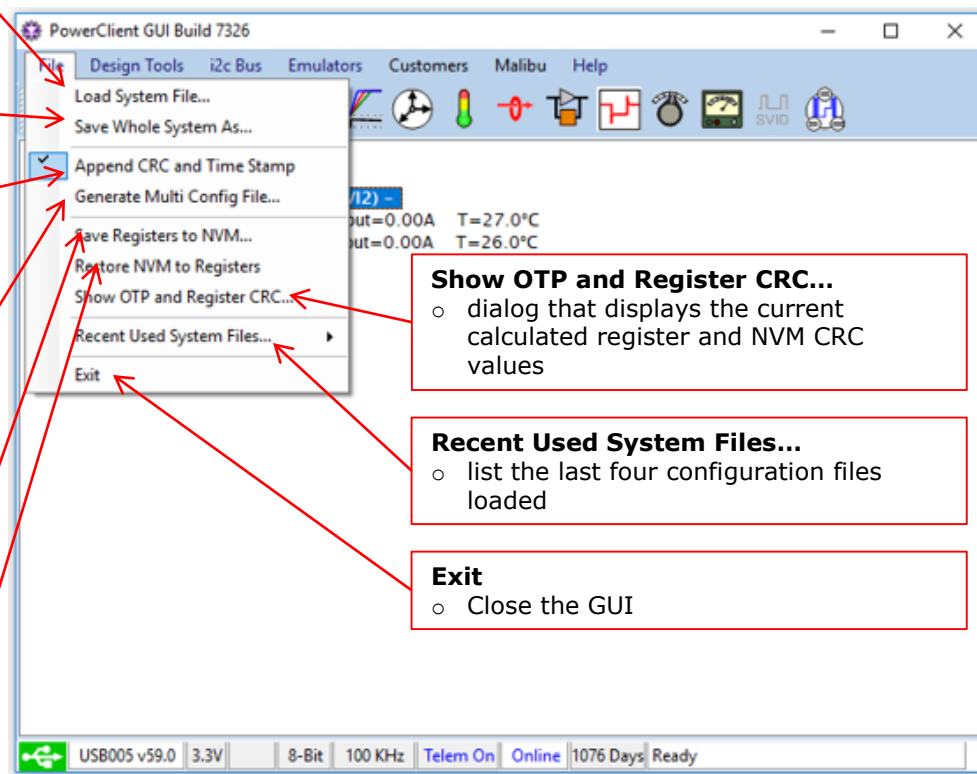 PowerClient GUI Build 7326
File Design Tools i2c Bus Emulators Customers Malibu Help
SVID
Load System File...
Save Whole System As...
Append CRC and Time Stamp
Generate Multi Config File...
Save Registers to NVM...
Restore NVM to Registers
Show OTP and Register CRC...
Recent Used System Files...
Exit
/I2) –
out=0.00A T=27.0°C
out=0.00A T=26.0°C
Show OTP and Register CRC...
o dialog that displays the current
calculated register and NVM CRC
values
Recent Used System Files...
o list the last four configuration files
loaded
Exit
o Close the GUI
USB005 v59.0 3.3V 8-Bit 100 KHz Telem On Online 1076 Days Ready